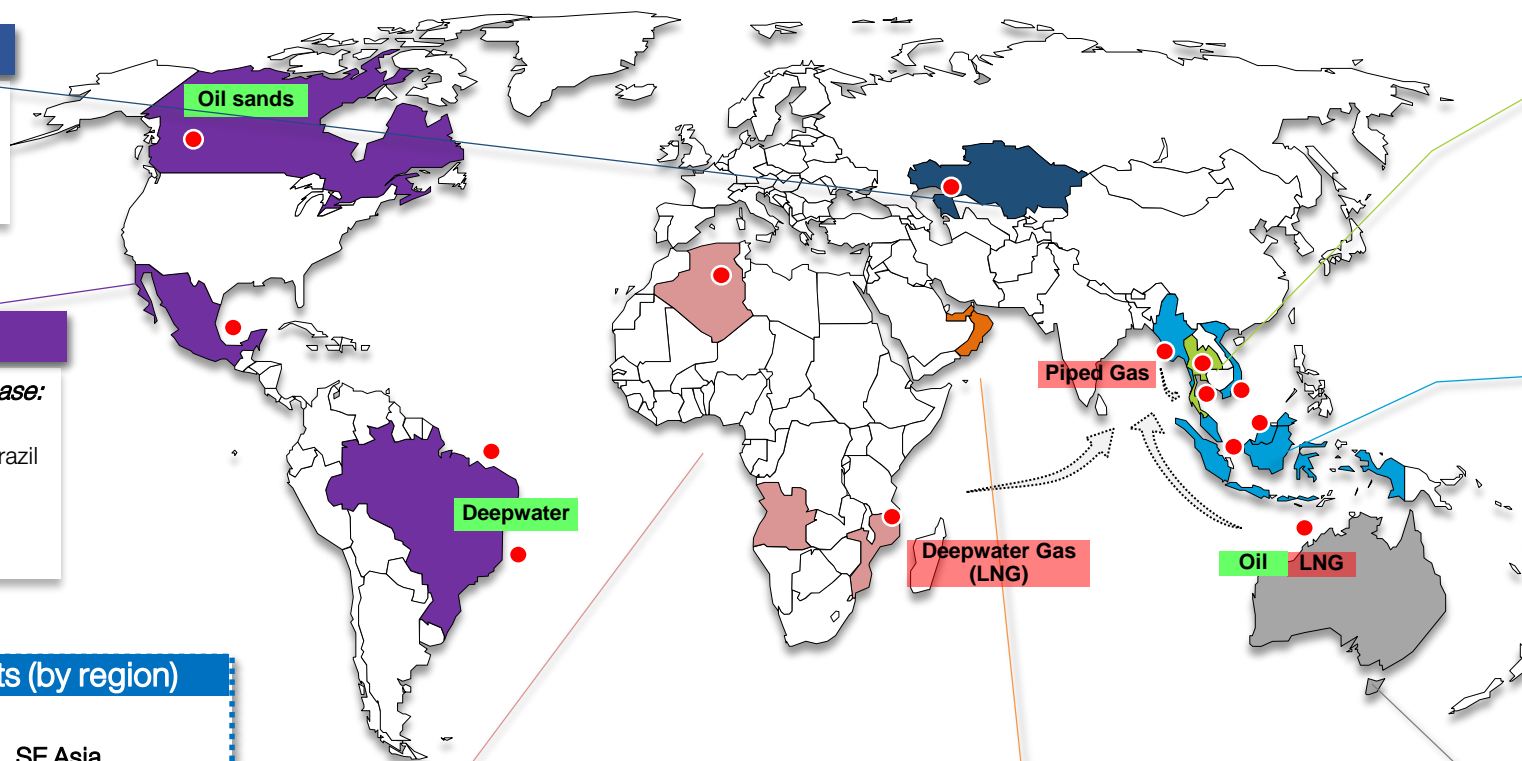 Oil sands
Piped Gas
ase:
razil
Deepwater
Deepwater Gas
(LNG)
Oil LNG
ts (by region)
SE Asia